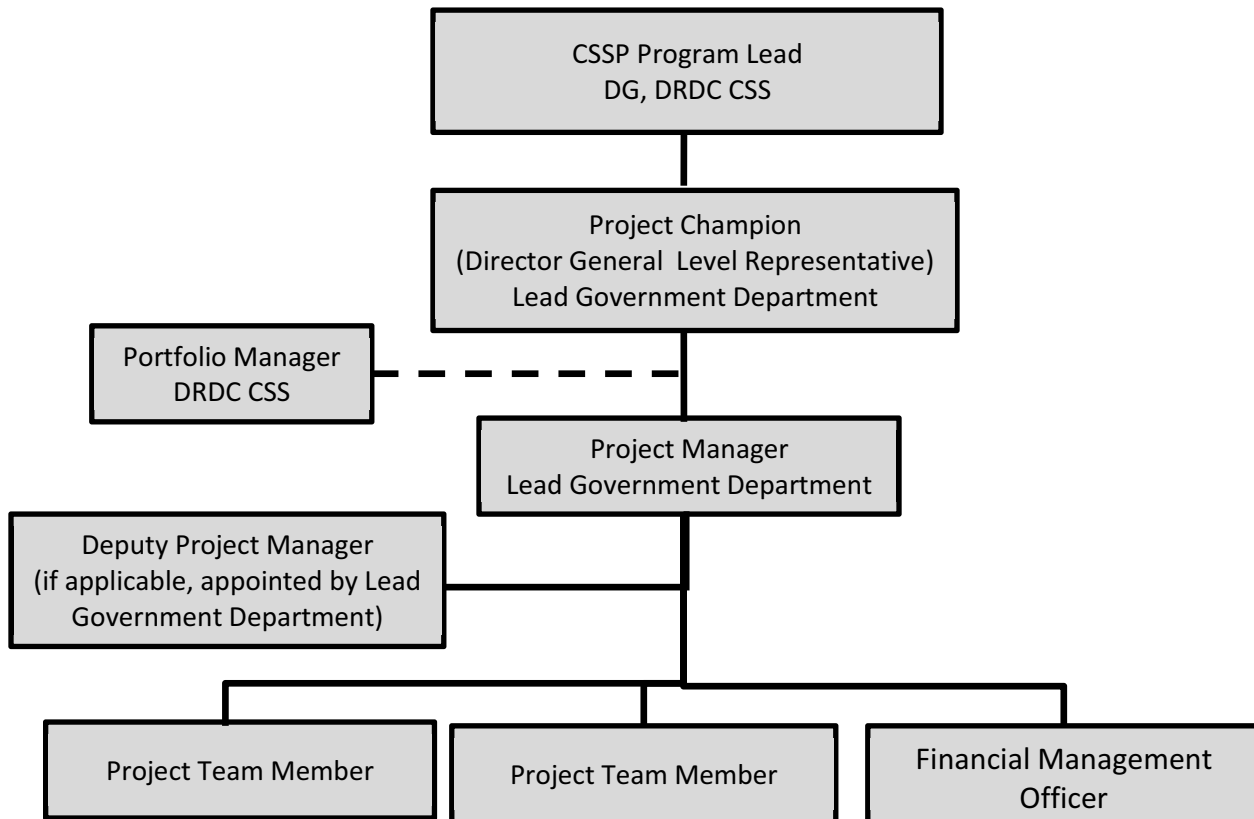 CSSP Program Lead
DG, DRDC CSS
Project Champion
(Director General  Level Representative)
Lead Government Department
Portfolio Manager
DRDC CSS
Project Manager
Lead Government Department
Deputy Project Manager
(if applicable, appointed by Lead
Government Department)
Project Team Member
Project Team Member
Financial Management
Officer